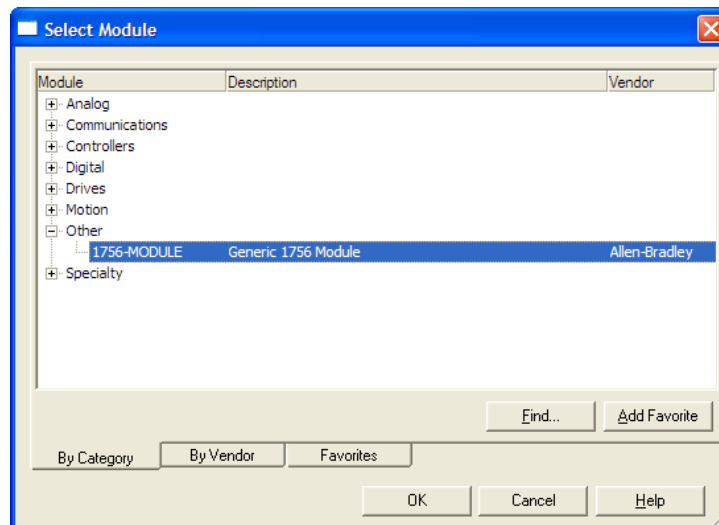 Select Module
Module Description Vendor
Analog
Communications
Controllers
Digital
Drives
Motion
Other
1756-MODULE Generic 1756 Module Allen-Bradley
Specialty
Find... Add Favorite
By Category By Vendor Favorites
OK Cancel Help